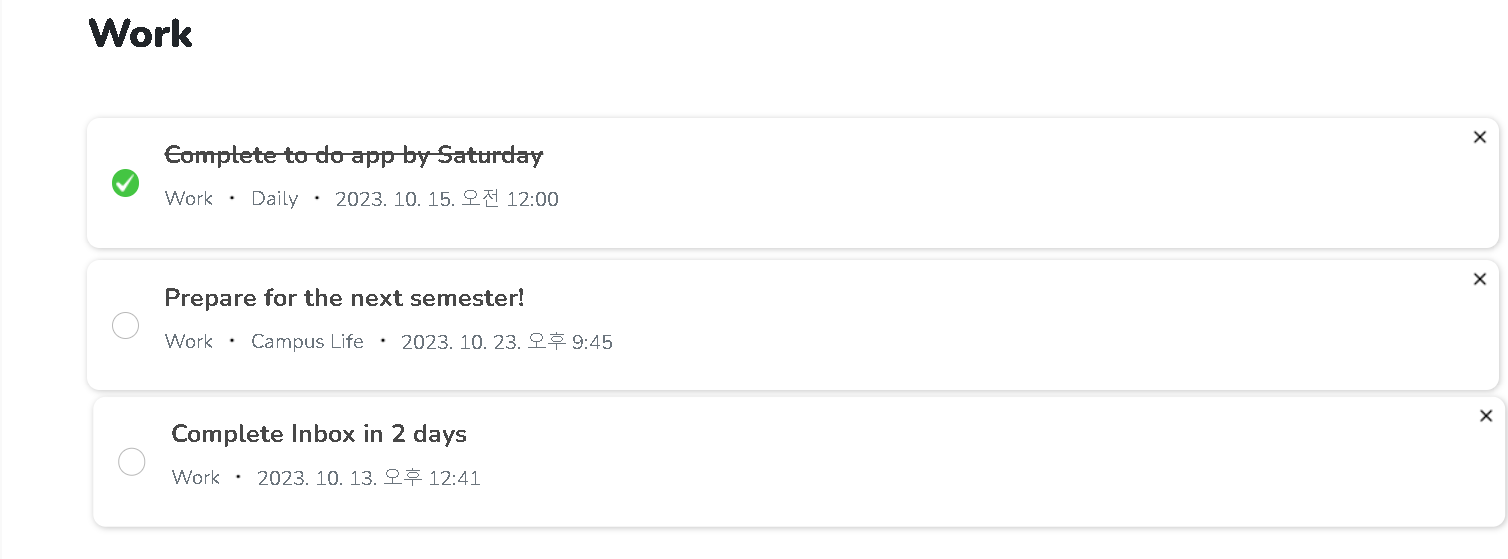 Work
Complete to do app by Saturday
Work • Daily • 2023. 10. 15. 오전 12:00
Prepare for the next semester!
Work • Campus Life • 2023. 10. 23. 오후 9:45
Complete Inbox in 2 days
Work • 2023. 10. 13. 오후 12:41